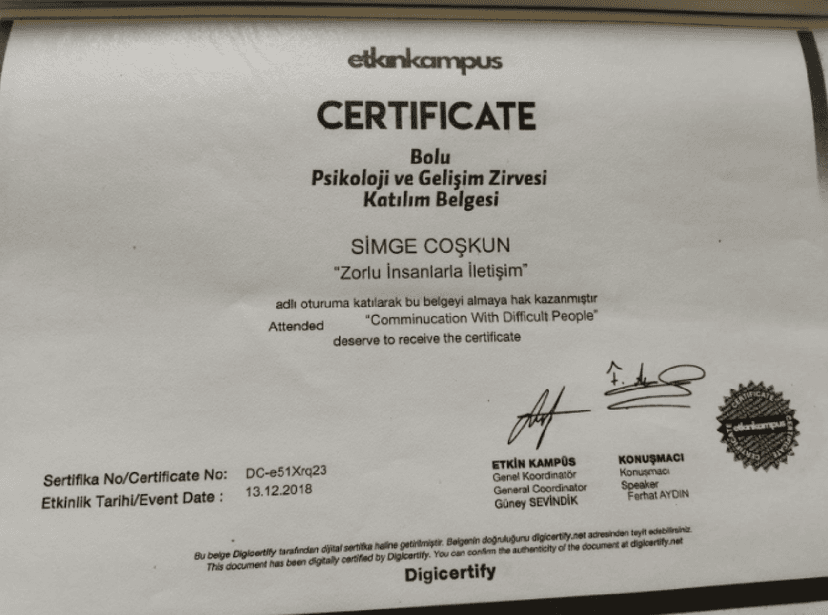 etkinkampus
CERTIFICATE
Bolu
Psikoloji ve Gelişim Zirvesi
Katılım Belgesi
SİMGE COŞKUN
"Zorlu İnsanlarla İletişim"
adlı oturuma katılarak bu belgeyi almaya hak kazanmıştır
Attended "Comminucation With Difficult People"
deserve to receive the certificate
CERTIFICATE
etkinkampus
CERTIFICATE
Sertifika No/Certificate No: DC-e51Xrq23
Etkinlik Tarihi/Event Date : 13.12.2018
ETKİN KAMPÜS
Genel Koordinatör
General Coordinator
Güney SEVİNDİK
KONUŞMACI
Konuşmacı
Speaker
Ferhat AYDIN
Bu belge Digicertify tarafından dijital sertifika haline getirilmiştir. Belgenin doğruluğunu digicertify.net adresinden teyit edebilirsiniz.
This document has been digitally certified by Digicertify. You can confirm the authenticity of the document at digicertify.net
Digicertify